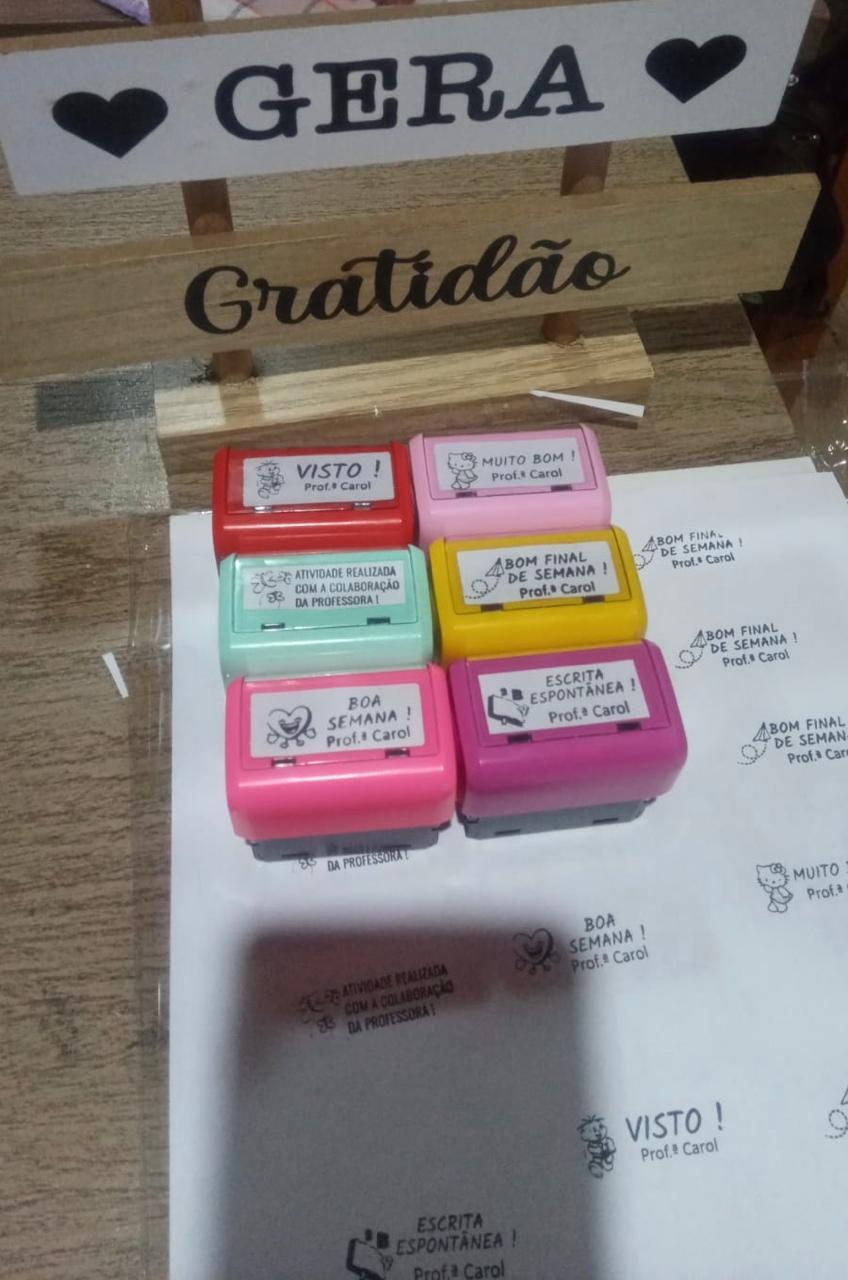 GERA
Gratidão
VISTO !
Prof.ª Carol
MUITO BOM !
Prof.ª Carol
ATIVIDADE REALIZADA
COM A COLABORAÇÃO
DA PROFESSORA !
BOM FINAL
DE SEMANA !
Prof.ª Carol
BOA
SEMANA !
Prof.ª Carol
ESCRITA
ESPONTÂNEA !
Prof.ª Carol
BOM FINAL
DE SEMANA !
Prof.ª Carol
BOM FINAL
DE SEMANA !
Prof.ª Carol
BOM FINAL
DE SEMANA
Prof.ª Car
DA PROFESSORA !
MUITO
Prof.ª
BOA
SEMANA !
Prof.ª Carol
ATIVIDADE REALIZADA
COM A COLABORAÇÃO
DA PROFESSORA !
VISTO !
Prof.ª Carol
ESCRITA
ESPONTÂNEA !
Prof.ª Carol